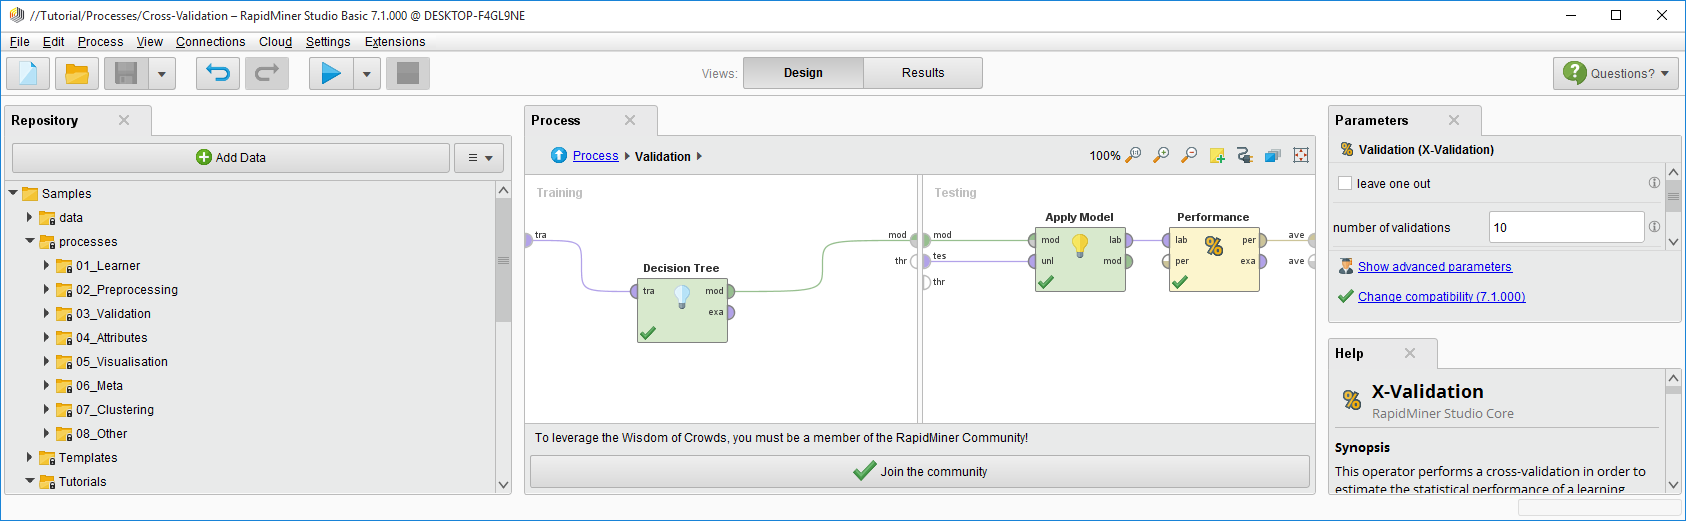 //Tutorial/Processes/Cross-Validation – RapidMiner Studio Basic 7.1.000 @ DESKTOP-F4GL9NE
File Edit Process View Connections Cloud Settings Extensions
Views: Design Results
Questions?
Repository
Add Data
Samples
data
processes
01_Learner
02_Preprocessing
03_Validation
04_Attributes
05_Visualisation
06_Meta
07_Clustering
08_Other
Templates
Tutorials
Process
Process Validation
100%
Training
tra
Decision Tree
tra mod
exa
mod
thr
Testing
mod
tes
thr
Apply Model
mod lab
unl mod
Performance
lab per
per exa
ave
ave
To leverage the Wisdom of Crowds, you must be a member of the RapidMiner Community!
Join the community
Parameters
Validation (X-Validation)
leave one out
number of validations 10
Show advanced parameters
Change compatibility (7.1.000)
Help
X-Validation
RapidMiner Studio Core
Synopsis
This operator performs a cross-validation in order to
estimate the statistical performance of a learning